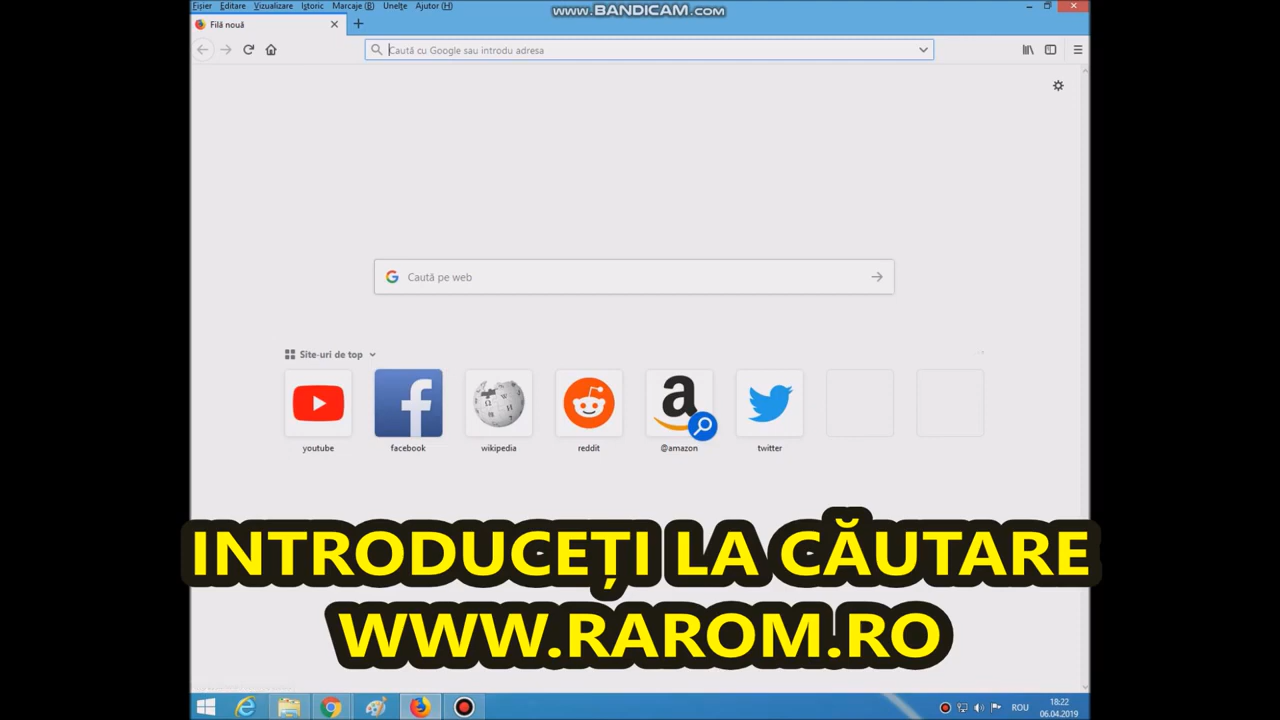 Fișier Editare Vizualizare Istoric Marcaje (B) Unelte Ajutor (H)
www.BANDICAM.com
Filă nouă
Caută cu Google sau introdu adresa
Caută pe web
Site-uri de top
youtube
facebook
wikipedia
reddit
@amazon
twitter
INTRODUCEȚI LA CĂUTARE
WWW.RAROM.RO
ROU
18:22
06.04.2019